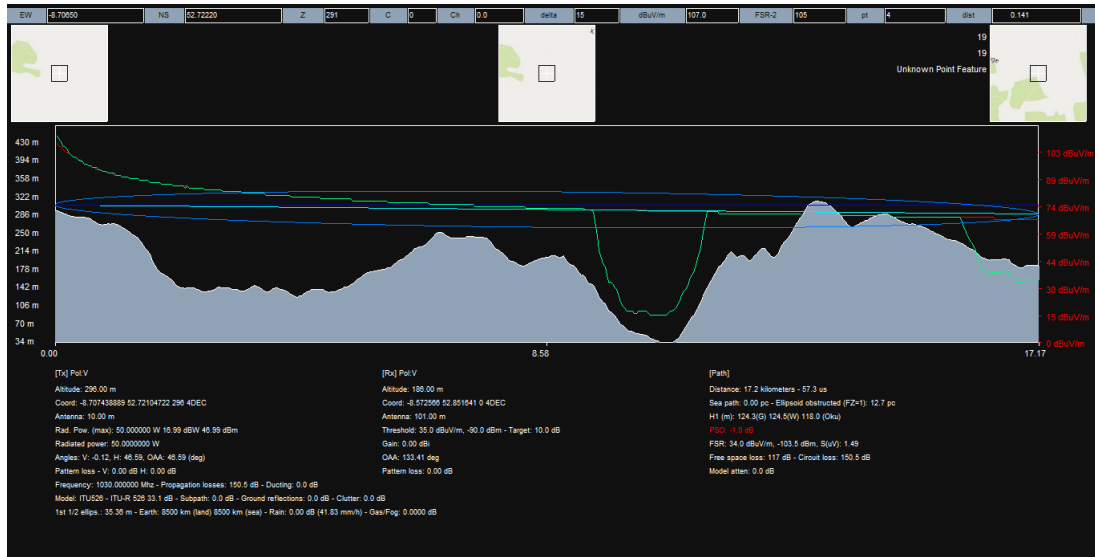 EW -8.70650 NS 52.72220 Z 291 C 0 Ch 0.0 delta 15 dBuV/m 107.0 FSR-2 105 pt 4 dist 0.141
19
19
Unknown Point Feature
430 m
394 m
358 m
322 m
286 m
250 m
214 m
178 m
142 m
106 m
70 m
34 m
103 dBuV/m
89 dBuV/m
74 dBuV/m
59 dBuV/m
44 dBuV/m
30 dBuV/m
15 dBuV/m
0 dBuV/m
0.00 8.58 17.17
[Tx] Pol:V
Altitude: 296.00 m
Coord: -8.707438889 52.72104722 296 4DEC
Antenna: 10.00 m
Rad. Pow. (max): 50.000000 W 16.99 dBW 46.99 dBm
Radiated power: 50.0000000 W
Angles: V: -0.12, H: 46.59, OAA: 46.59 (deg)
Pattern loss - V: 0.00 dB H: 0.00 dB
Frequency: 1030.000000 Mhz - Propagation losses: 150.5 dB - Ducting: 0.0 dB
Model: ITU526 - ITU-R 526 33.1 dB - Subpath: 0.0 dB - Ground reflections: 0.0 dB - Clutter: 0.0 dB
1st 1/2 ellips.: 35.36 m - Earth: 8500 km (land) 8500 km (sea) - Rain: 0.00 dB (41.83 mm/h) - Gas/Fog: 0.0000 dB
[Rx] Pol:V
Altitude: 186.00 m
Coord: -8.572566 52.851641 0 4DEC
Antenna: 101.00 m
Threshold: 35.0 dBuV/m, -90.0 dBm - Target: 10.0 dB
Gain: 0.00 dBi
OAA: 133.41 deg
Pattern loss: 0.00 dB
[Path]
Distance: 17.2 kilometers - 57.3 us
Sea path: 0.00 pc - Ellipsoid obstructed (FZ=1): 12.7 pc
H1 (m): 124.3(G) 124.5(W) 118.0 (Oku)
PSO: -1.0 dB
FSR: 34.0 dBuV/m, -103.5 dBm, S(uV): 1.49
Free space loss: 117 dB - Circuit loss: 150.5 dB
Model atten: 0.0 dB